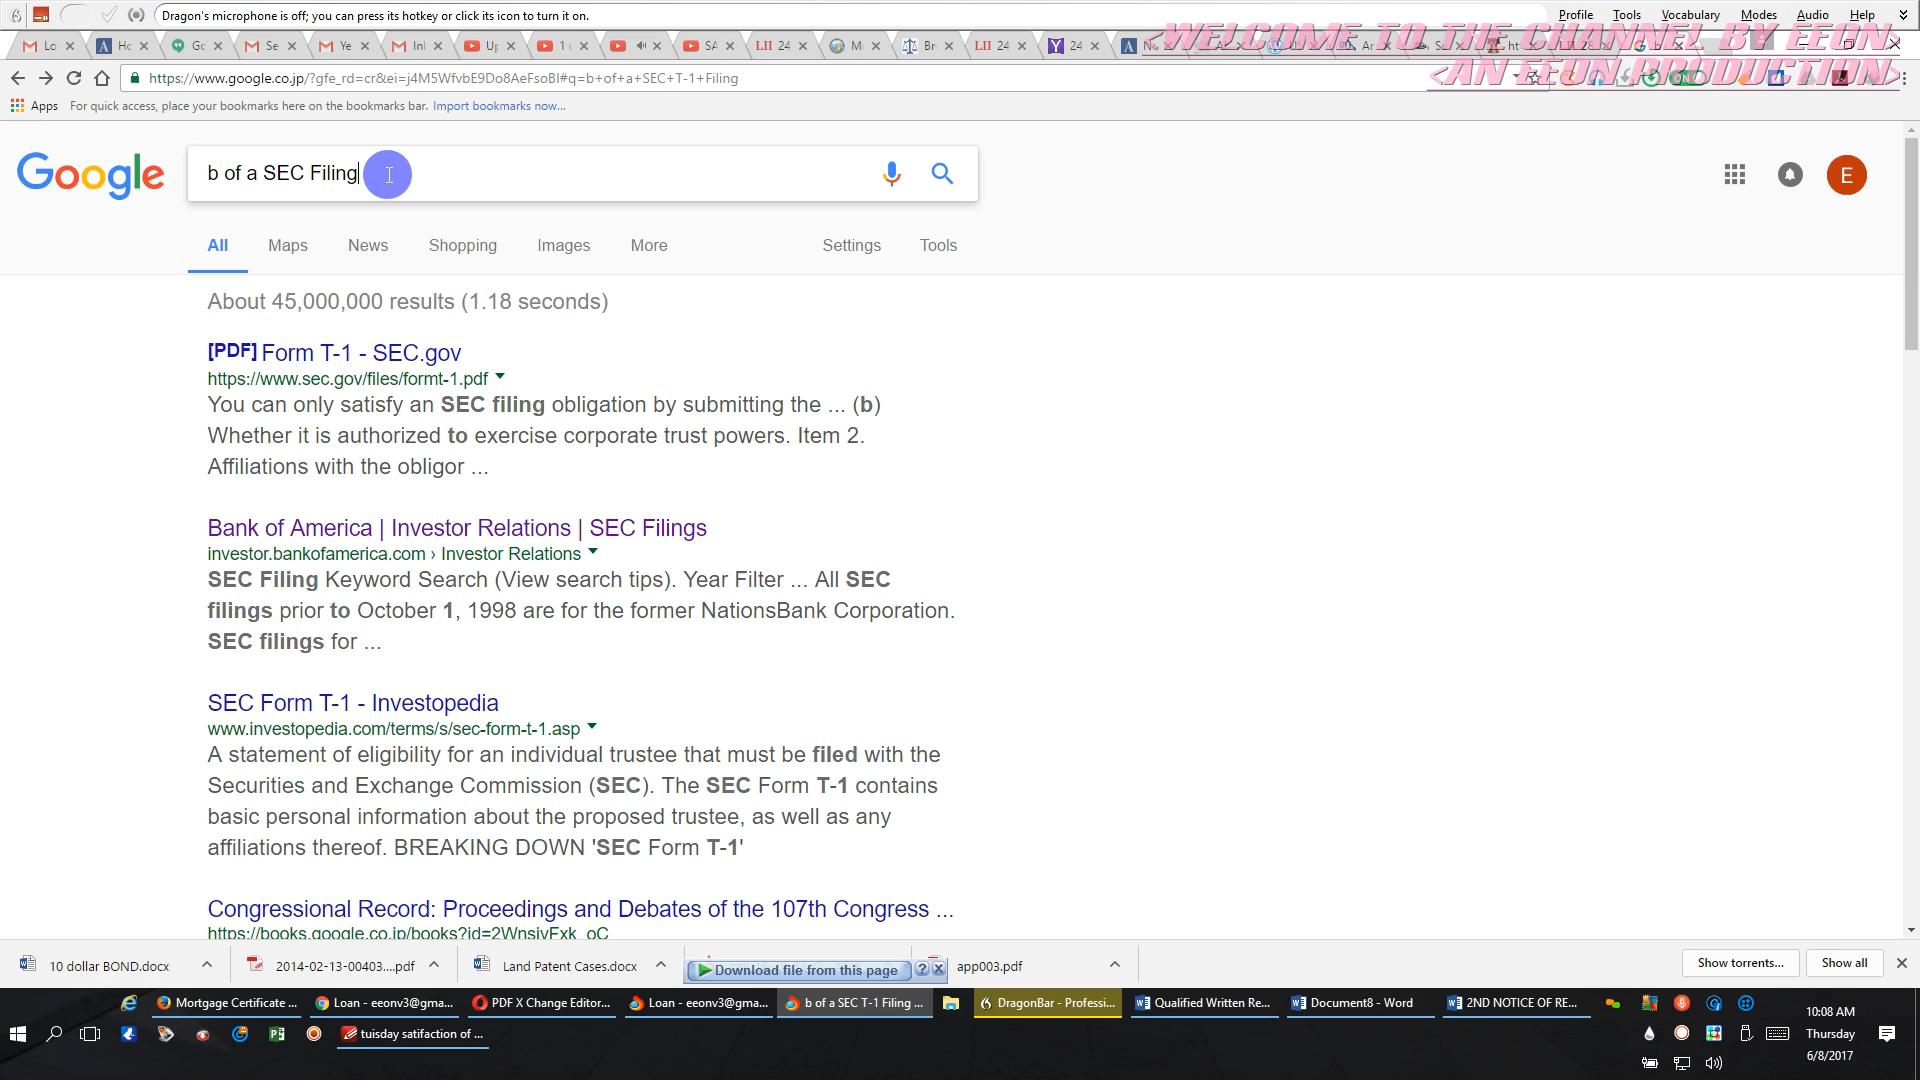 Dragon's microphone is off; you can press its hotkey or click its icon to turn it on.
Profile Tools Vocabulary Modes Audio Help
<WELCOME TO THE CHANNEL BY EEON>
<AN EEON PRODUCTION>
https://www.google.co.jp/?gfe_rd=cr&ei=j4M5WfvbE9Do8AeFsoBI#q=b+of+a+SEC+T-1+Filing
Apps For quick access, place your bookmarks here on the bookmarks bar. Import bookmarks now...
Google
b of a SEC Filing
E
All Maps News Shopping Images More Settings Tools
About 45,000,000 results (1.18 seconds)
[PDF] Form T-1 - SEC.gov
https://www.sec.gov/files/formt-1.pdf
You can only satisfy an SEC filing obligation by submitting the ... (b)
Whether it is authorized to exercise corporate trust powers. Item 2.
Affiliations with the obligor ...
Bank of America | Investor Relations | SEC Filings
investor.bankofamerica.com › Investor Relations
SEC Filing Keyword Search (View search tips). Year Filter ... All SEC
filings prior to October 1, 1998 are for the former NationsBank Corporation.
SEC filings for ...
SEC Form T-1 - Investopedia
www.investopedia.com/terms/s/sec-form-t-1.asp
A statement of eligibility for an individual trustee that must be filed with the
Securities and Exchange Commission (SEC). The SEC Form T-1 contains
basic personal information about the proposed trustee, as well as any
affiliations thereof. BREAKING DOWN 'SEC Form T-1'
Congressional Record: Proceedings and Debates of the 107th Congress ...
https://books.google.co.jp/books?id=2WnsivFxk_oC
10 dollar BOND.docx 2014-02-13-00403....pdf Land Patent Cases.docx Download file from this page app003.pdf Show torrents... Show all
Mortgage Certificate ... Loan - eeonv3@gma... PDF X Change Editor... Loan - eeonv3@gma... b of a SEC T-1 Filing ... DragonBar - Professi... Qualified Written Re... Document8 - Word 2ND NOTICE OF RE...
10:08 AM
tuisday satifaction of ...
Thursday
6/8/2017